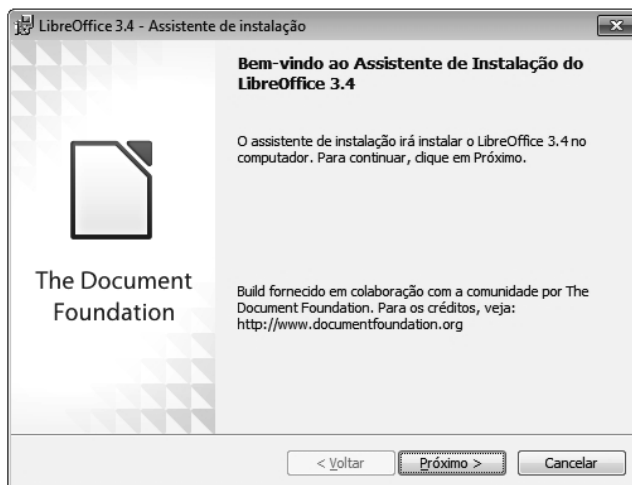 LibreOffice 3.4 - Assistente de instalação
Bem-vindo ao Assistente de Instalação do
LibreOffice 3.4
O assistente de instalação irá instalar o LibreOffice 3.4 no
computador. Para continuar, clique em Próximo.
The Document
Foundation
Build fornecido em colaboração com a comunidade por The
Document Foundation. Para os créditos, veja:
http://www.documentfoundation.org
< Voltar
Próximo >
Cancelar